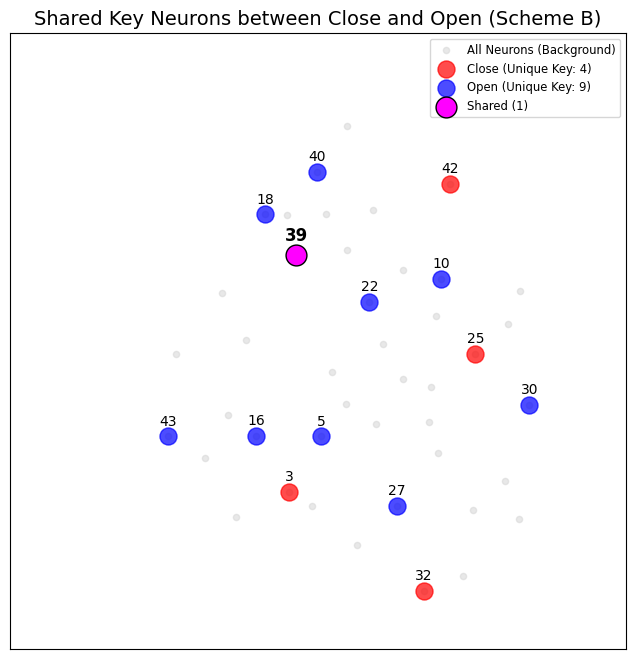 Shared Key Neurons between Close and Open (Scheme B)
All Neurons (Background)
Close (Unique Key: 4)
Open (Unique Key: 9)
Shared (1)
40
42
18
39
10
22
25
30
43
16
5
3
27
32